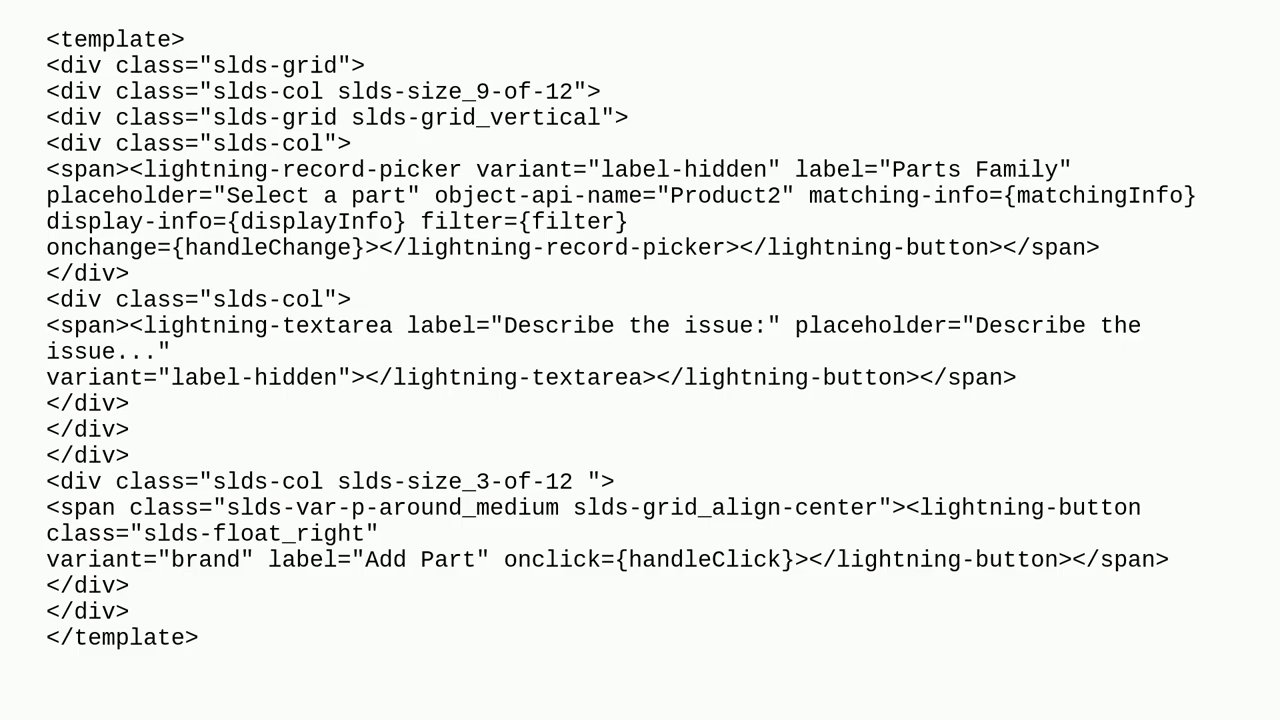 <template>
<div class="slds-grid">
<div class="slds-col slds-size_9-of-12">
<div class="slds-grid slds-grid_vertical">
<div class="slds-col">
<span><lightning-record-picker variant="label-hidden" label="Parts Family"
placeholder="Select a part" object-api-name="Product2" matching-info={matchingInfo}
display-info={displayInfo} filter={filter}
onchange={handleChange}></lightning-record-picker></lightning-button></span>
</div>
<div class="slds-col">
<span><lightning-textarea label="Describe the issue:" placeholder="Describe the
issue..."
variant="label-hidden"></lightning-textarea></lightning-button></span>
</div>
</div>
</div>
<div class="slds-col slds-size_3-of-12 ">
<span class="slds-var-p-around_medium slds-grid_align-center"><lightning-button
class="slds-float_right"
variant="brand" label="Add Part" onclick={handleClick}></lightning-button></span>
</div>
</div>
</template>